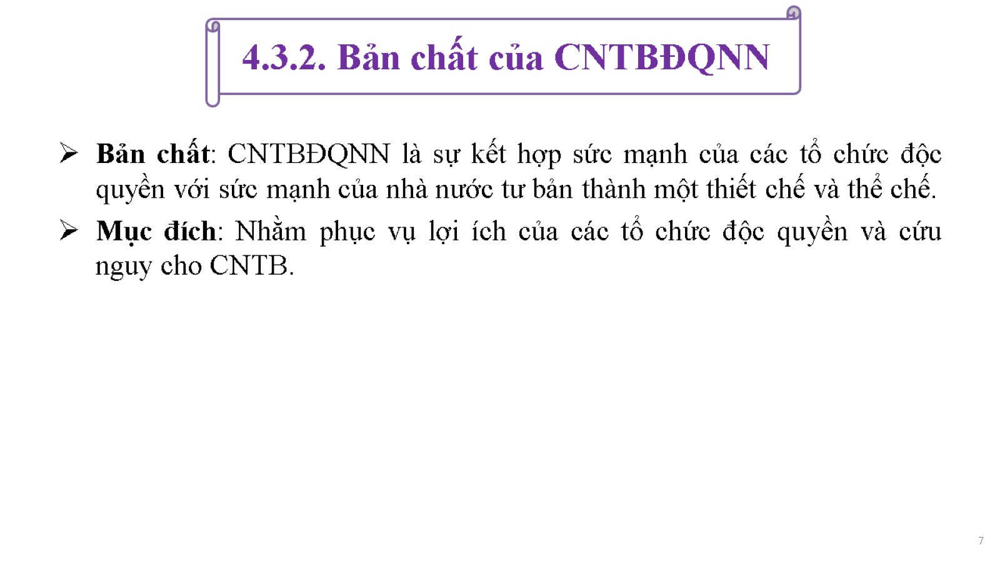 4.3.2. Bản chất của CNTBĐQNN
➢ Bản chất: CNTBĐQNN là sự kết hợp sức mạnh của các tổ chức độc
quyền với sức mạnh của nhà nước tư bản thành một thiết chế và thể chế.
➢ Mục đích: Nhằm phục vụ lợi ích của các tổ chức độc quyền và cứu
nguy cho CNTB.
7